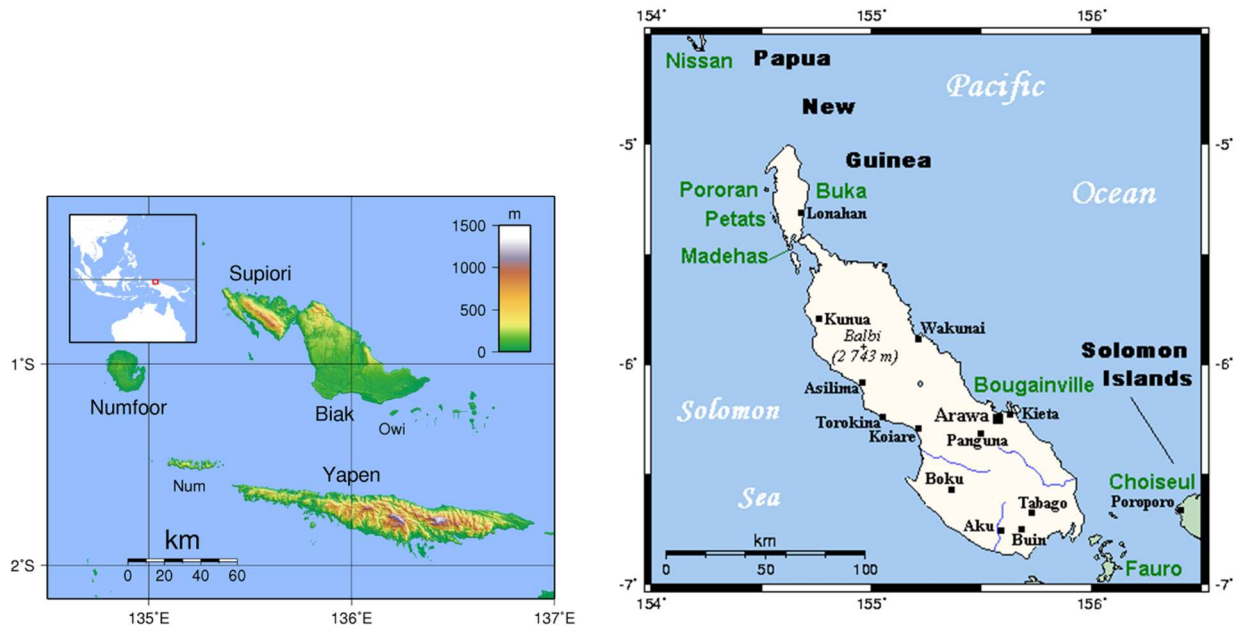 m
1500
1000
500
0
Supiori
1°S
Numfoor
Biak
Owi
Num
Yapen
km
0 20 40 60
2°S
135°E 136°E 137°E
154° 155° 156°
Nissan
Papua
Pacific
New
-5° -5°
Guinea
Pororan
Buka
Ocean
Petats
Lonahan
Madehas
Kunua
Wakunai
Balbi
+
(2 743 m)
-6° -6°
Solomon
Islands
Asilima
Bougainville
Solomon
Arawa
Kieta
Torokina
Koiare
Panguna
Sea
Boku
Choiseul
Poroporo
Tabago
Aku
Buin
km
0 50 100
Fauro
-7° -7°
154° 155° 156°